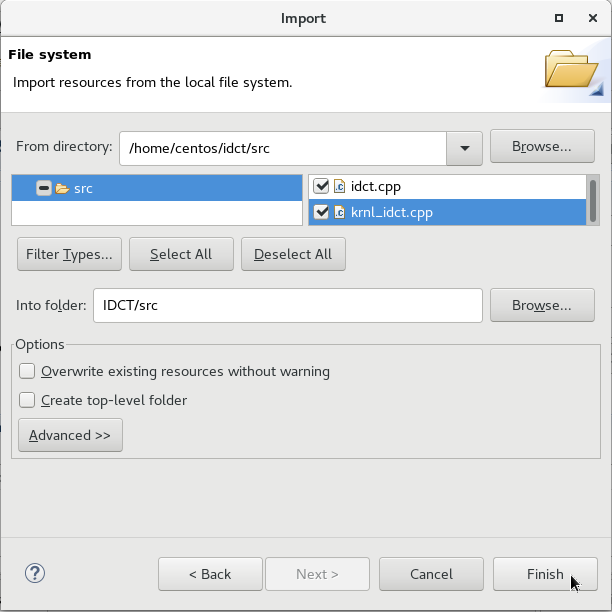 Import
File system
Import resources from the local file system.
From directory: /home/centos/idct/src Browse...
src
idct.cpp
krnl_idct.cpp
Filter Types... Select All Deselect All
Into folder: IDCT/src Browse...
Options
Overwrite existing resources without warning
Create top-level folder
Advanced >>
? < Back Next > Cancel Finish